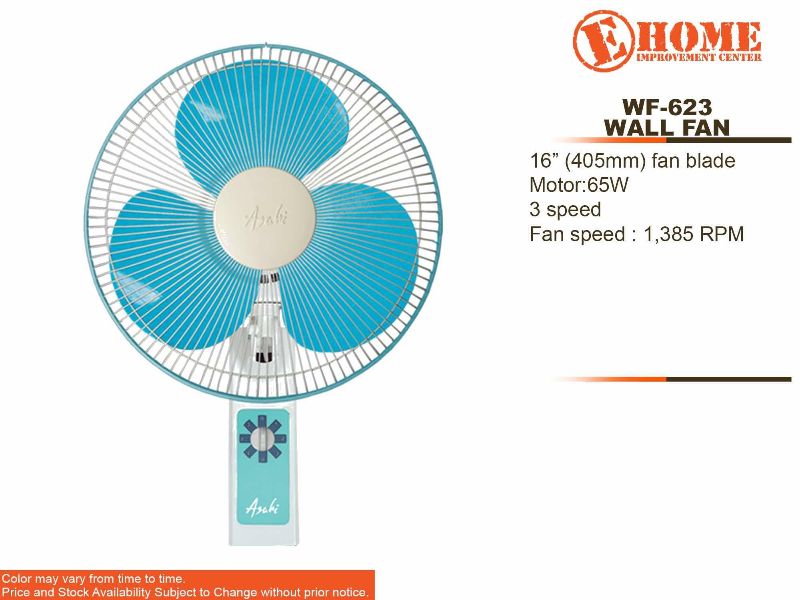 E HOME
IMPROVEMENT CENTER
WF-623
WALL FAN
16” (405mm) fan blade
Motor:65W
3 speed
Fan speed : 1,385 RPM
Asahi
Asahi
Color may vary from time to time.
Price and Stock Availability Subject to Change without prior notice.